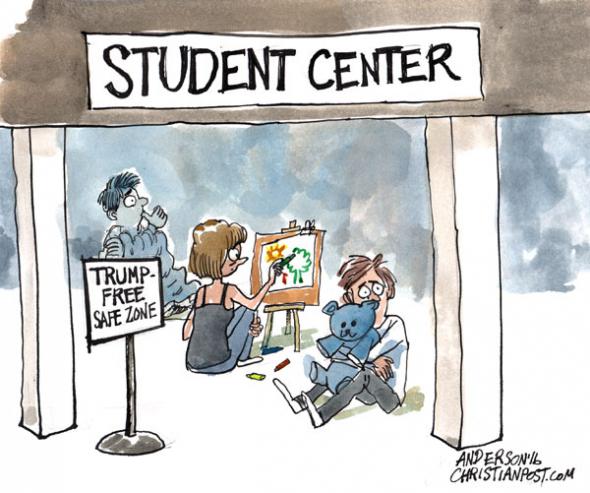 STUDENT CENTER
TRUMP-
FREE
SAFE ZONE
ANDERSON'16
CHRISTIANPOST.COM